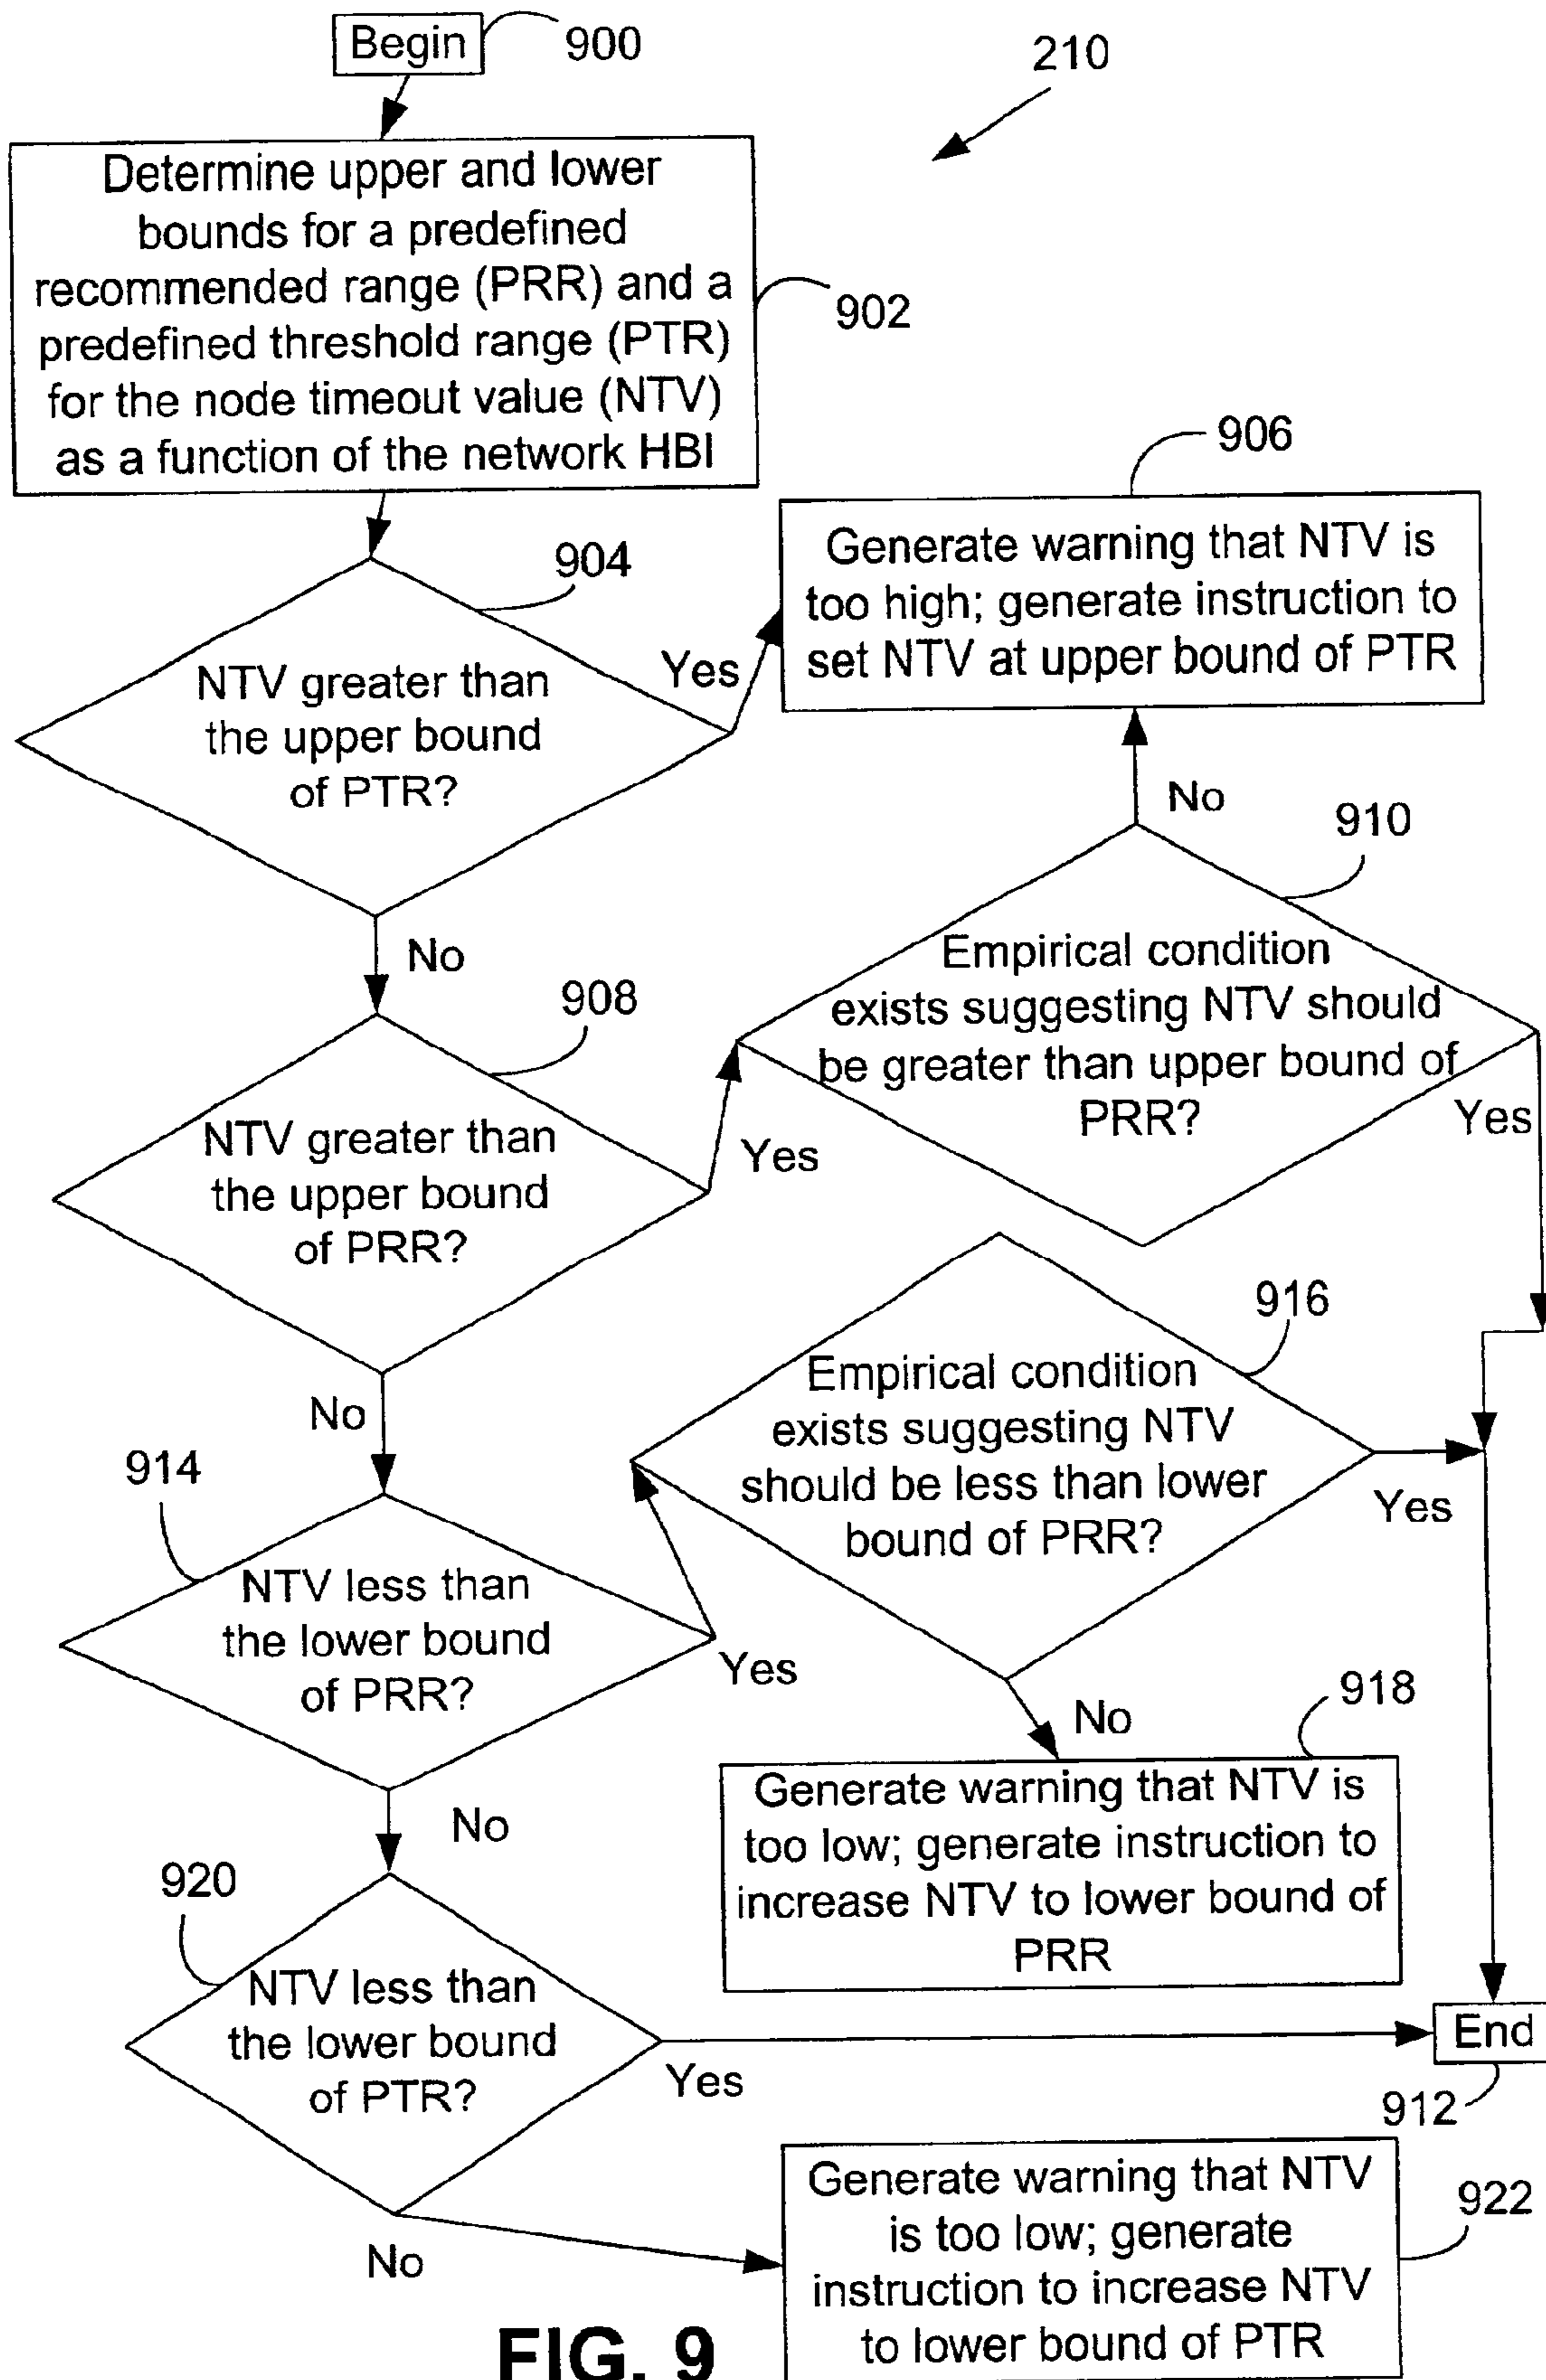 Begin
900
210
Determine upper and lower
bounds for a predefined
recommended range (PRR) and a
predefined threshold range (PTR)
for the node timeout value (NTV)
as a function of the network HBI
902
906
Generate warning that NTV is
too high; generate instruction to
set NTV at upper bound of PTR
904
NTV greater than
the upper bound
of PTR?
Yes
No
No
910
Empirical condition
exists suggesting NTV should
be greater than upper bound of
PRR?
Yes
908
NTV greater than
the upper bound
of PRR?
Yes
No
916
Empirical condition
exists suggesting NTV
should be less than lower
bound of PRR?
Yes
No
914
NTV less than
the lower bound
of PRR?
Yes
No
918
Generate warning that NTV is
too low; generate instruction to
increase NTV to lower bound of
PRR
920
NTV less than
the lower bound
of PTR?
Yes
No
End
912
Generate warning that NTV
is too low; generate
instruction to increase NTV
to lower bound of PTR
922
FIG. 9